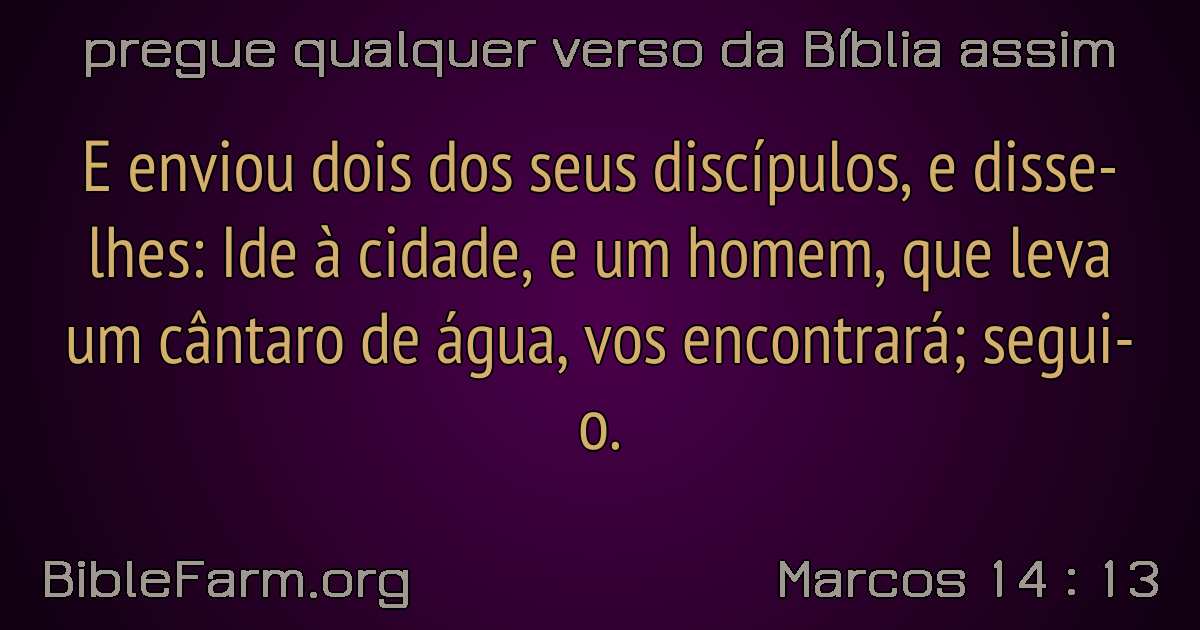 pregue qualquer verso da Bíblia assim
E enviou dois dos seus discípulos, e disse-
lhes: Ide à cidade, e um homem, que leva
um cântaro de água, vos encontrará; segui-
o.
BibleFarm.org
Marcos 14 : 13